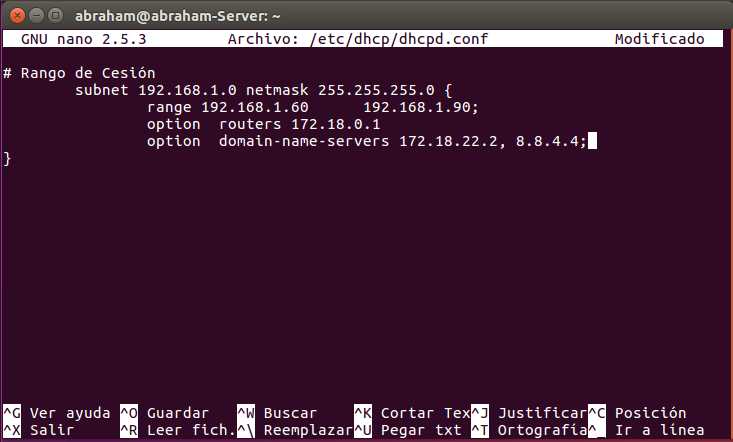 abraham@abraham-Server: ~
GNU nano 2.5.3 Archivo: /etc/dhcp/dhcpd.conf Modificado
# Rango de Cesión
subnet 192.168.1.0 netmask 255.255.255.0 {
range 192.168.1.60 192.168.1.90;
option routers 172.18.0.1
option domain-name-servers 172.18.22.2, 8.8.4.4;
}
^G Ver ayuda ^O Guardar ^W Buscar ^K Cortar Tex^J Justificar^C Posición
^X Salir ^R Leer fich.^\ Reemplazar^U Pegar txt ^T Ortografía^_ Ir a línea